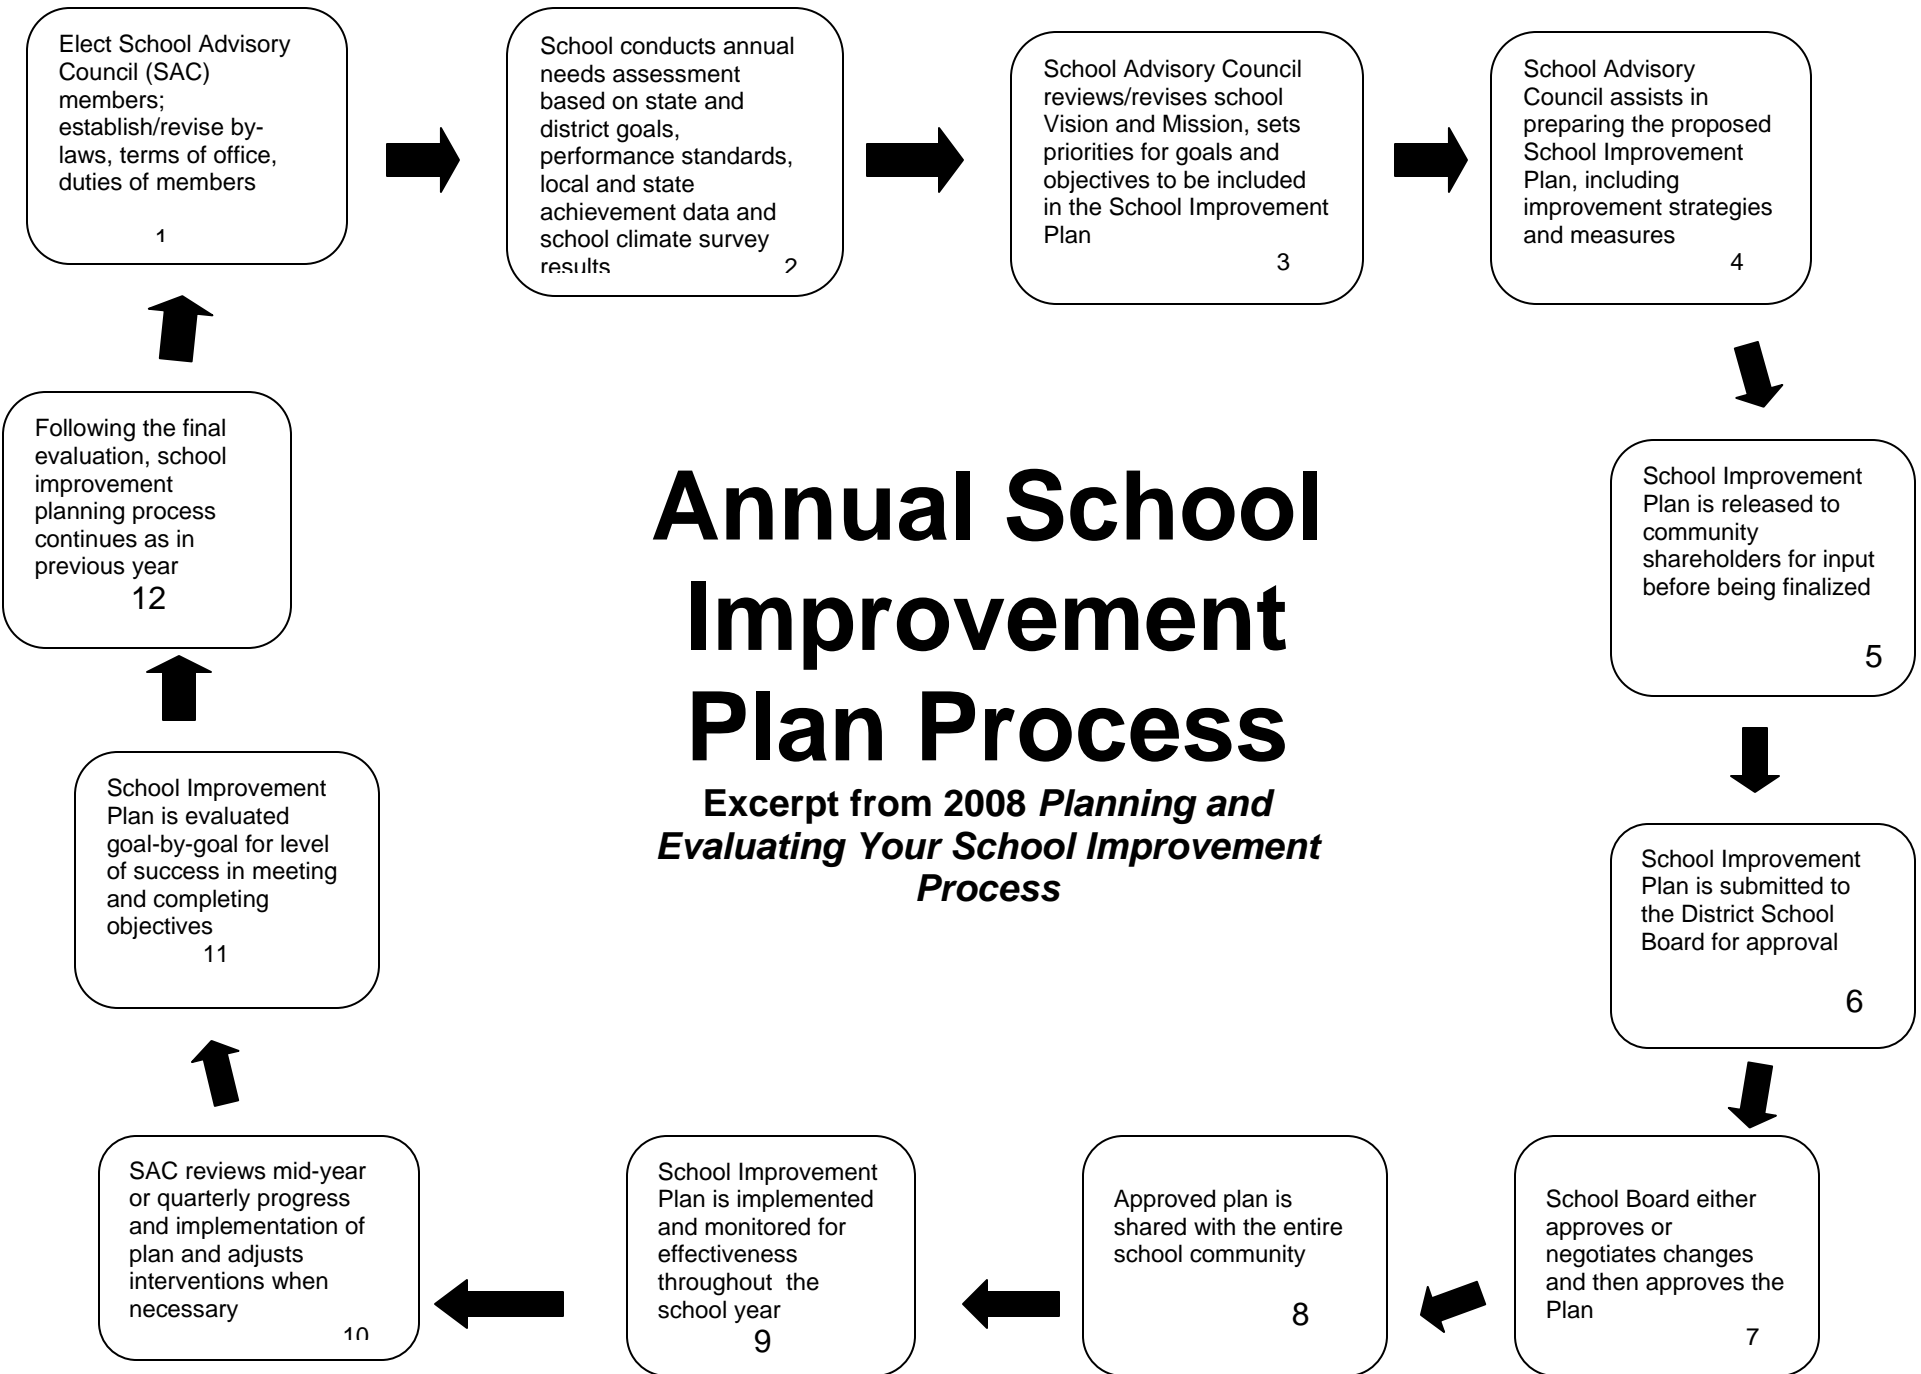 Elect School Advisory
Council (SAC)
members;
establish/revise by-
laws, terms of office,
duties of members
1
School conducts annual
needs assessment
based on state and
district goals,
performance standards,
local and state
achievement data and
school climate survey
results 2
School Advisory Council
reviews/revises school
Vision and Mission, sets
priorities for goals and
objectives to be included
in the School Improvement
Plan
3
School Advisory
Council assists in
preparing the proposed
School Improvement
Plan, including
improvement strategies
and measures
4
School Improvement
Plan is released to
community
shareholders for input
before being finalized
5
School Improvement
Plan is submitted to
the District School
Board for approval
6
School Board either
approves or
negotiates changes
and then approves the
Plan
7
Approved plan is
shared with the entire
school community
8
School Improvement
Plan is implemented
and monitored for
effectiveness
throughout the
school year
9
SAC reviews mid-year
or quarterly progress
and implementation of
plan and adjusts
interventions when
necessary
10
School Improvement
Plan is evaluated
goal-by-goal for level
of success in meeting
and completing
objectives
11
Following the final
evaluation, school
improvement
planning process
continues as in
previous year
12
Annual School
Improvement
Plan Process
Excerpt from 2008 Planning and
Evaluating Your School Improvement
Process